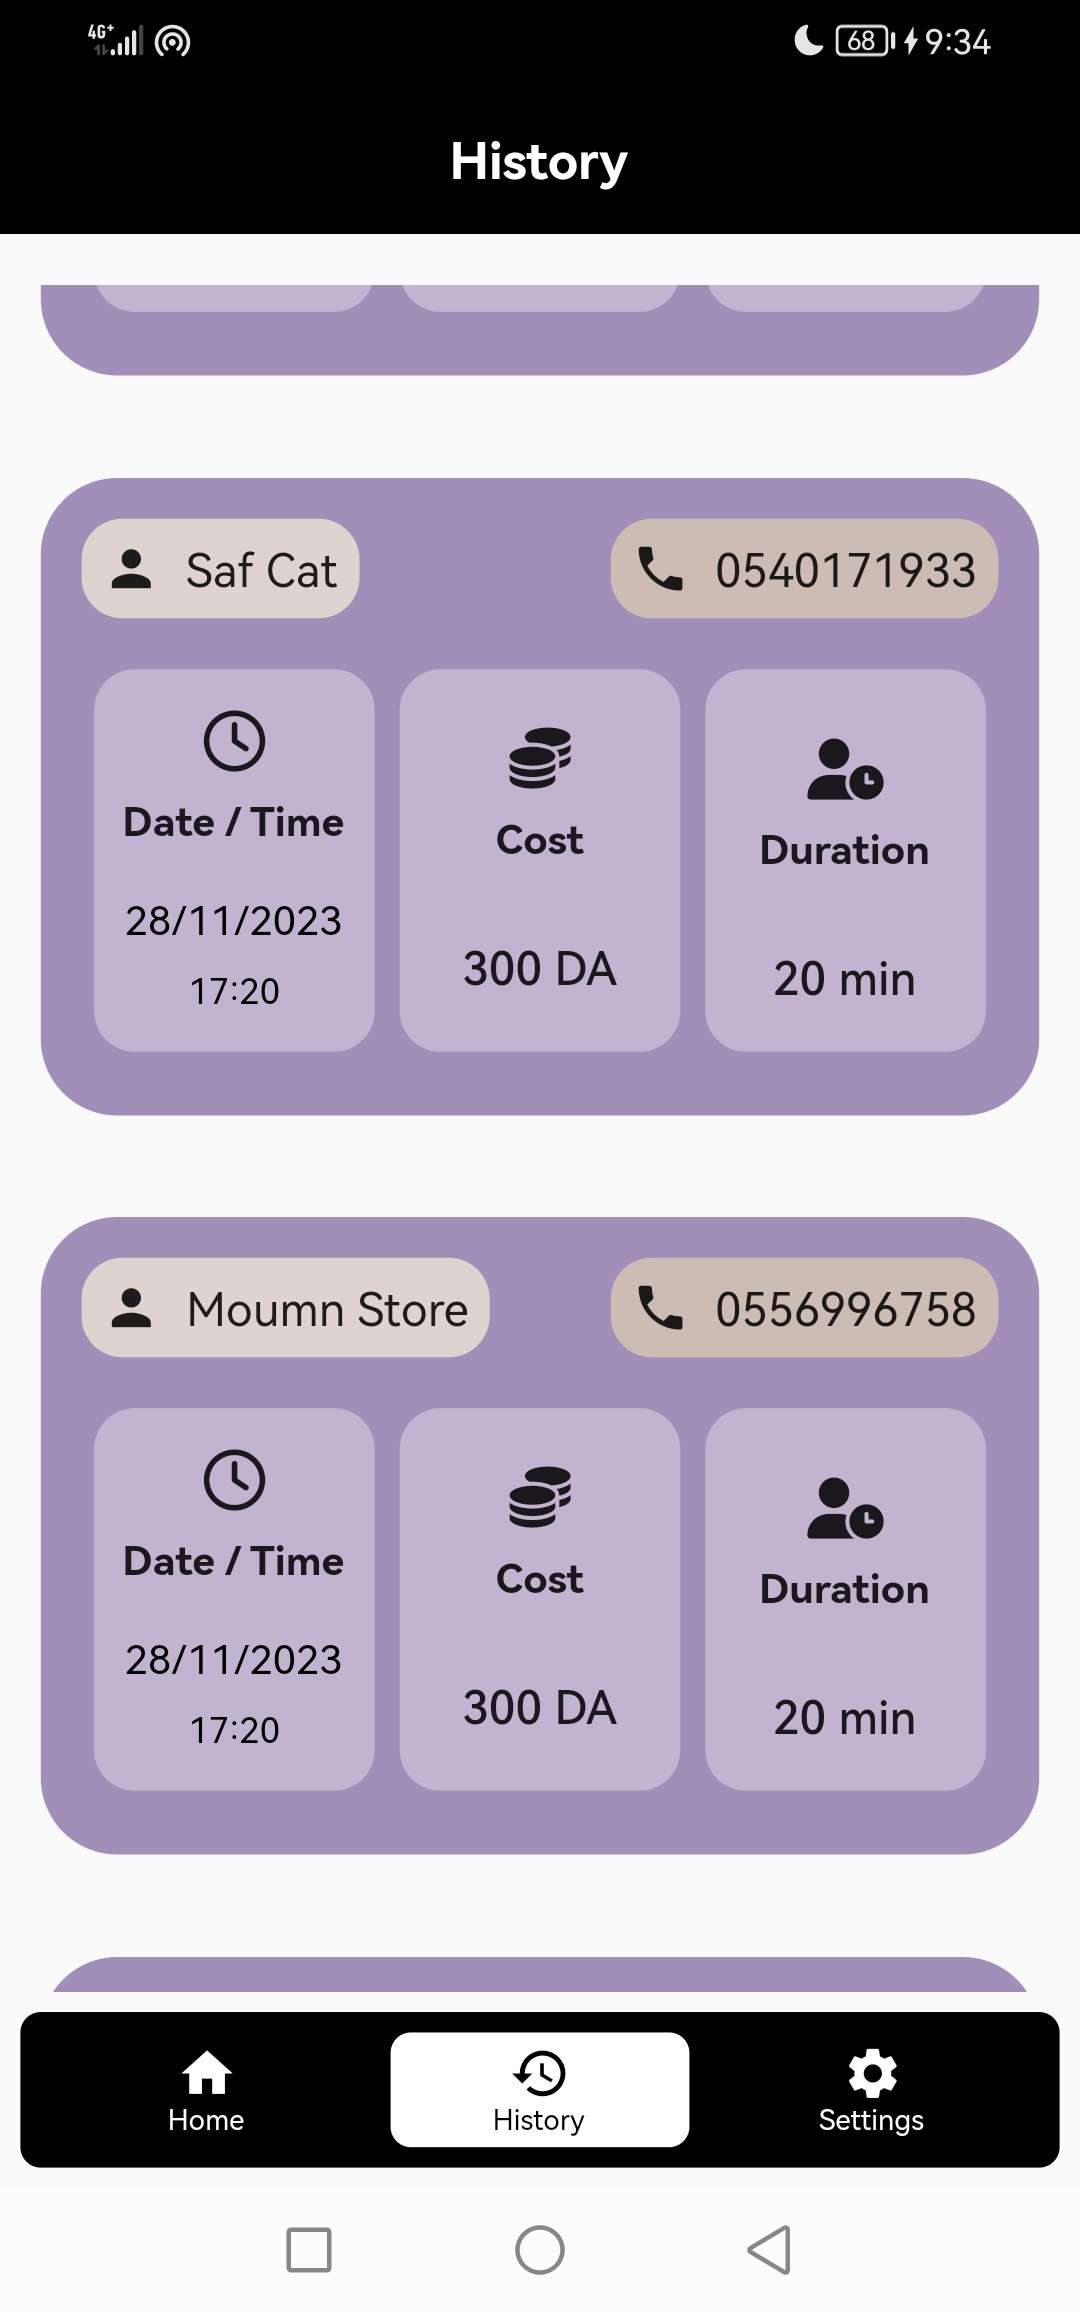 4G+ 68 9:34
History
Saf Cat 0540171933
Date / Time Cost Duration
28/11/2023
17:20 300 DA 20 min
Moumn Store 0556996758
Date / Time Cost Duration
28/11/2023
17:20 300 DA 20 min
Home History Settings